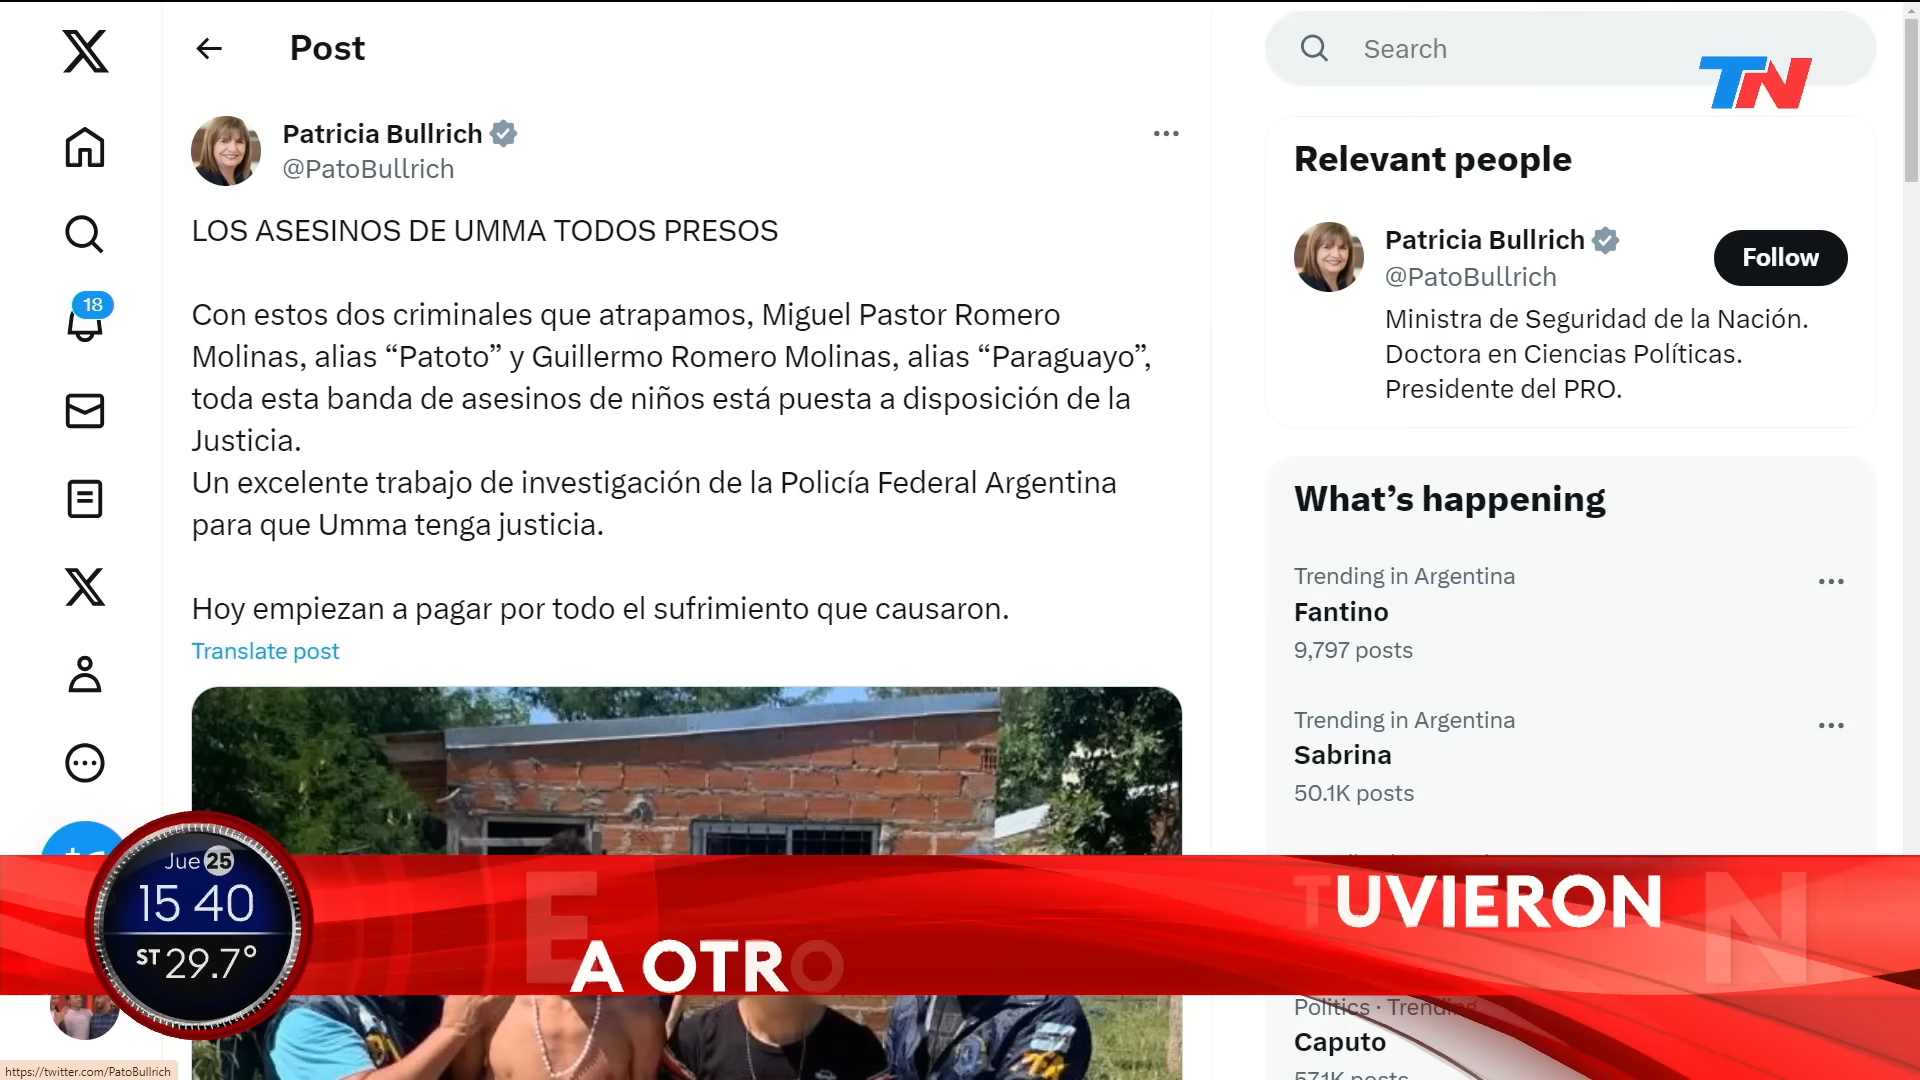 Post
Search
TN
Patricia Bullrich
@PatoBullrich
LOS ASESINOS DE UMMA TODOS PRESOS
Con estos dos criminales que atrapamos, Miguel Pastor Romero
Molinas, alias “Patoto” y Guillermo Romero Molinas, alias “Paraguayo”,
toda esta banda de asesinos de niños está puesta a disposición de la
Justicia.
Un excelente trabajo de investigación de la Policía Federal Argentina
para que Umma tenga justicia.
Hoy empiezan a pagar por todo el sufrimiento que causaron.
Translate post
18
Relevant people
Patricia Bullrich
@PatoBullrich
Follow
Ministra de Seguridad de la Nación.
Doctora en Ciencias Políticas.
Presidente del PRO.
What’s happening
Trending in Argentina
Fantino
9,797 posts
Trending in Argentina
Sabrina
50.1K posts
Politics · Trending
Caputo
571K posts
Jue 25
15 40
ST 29.7°
E
TUVIERON
N
A OTRO
https://twitter.com/PatoBullrich